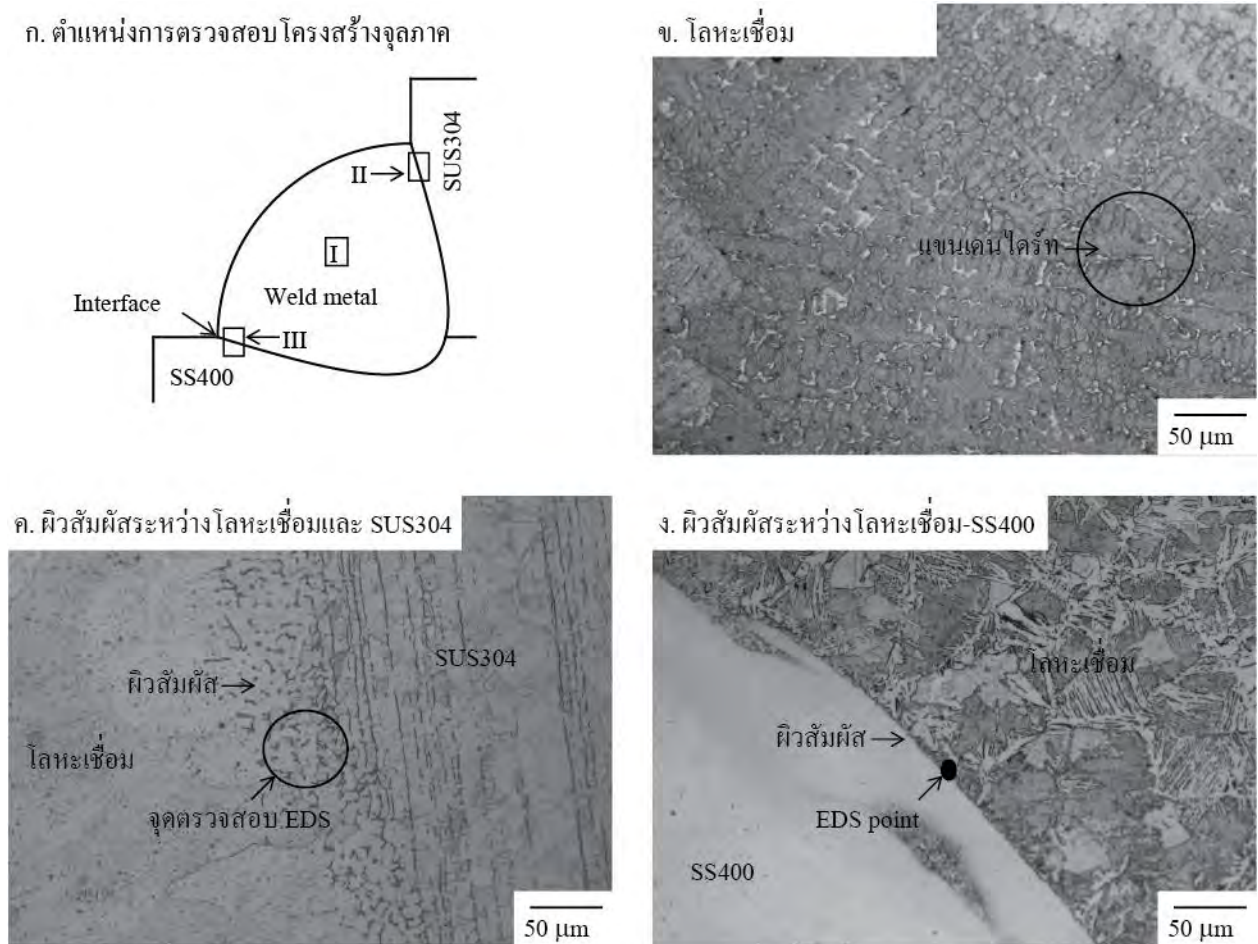 ก. ตำแหน่งการตรวจสอบโครงสร้างจุลภาค
SUS304
II
I
Weld metal
Interface
III
SS400
ข. โลหะเชื่อม
แขนเดนไดร์ท
50 μm
ค. ผิวสัมผัสระหว่างโลหะเชื่อมและ SUS304
SUS304
ผิวสัมผัส
โลหะเชื่อม
จุดตรวจสอบ EDS
50 μm
ง. ผิวสัมผัสระหว่างโลหะเชื่อม-SS400
โลหะเชื่อม
ผิวสัมผัส
EDS point
SS400
50 μm